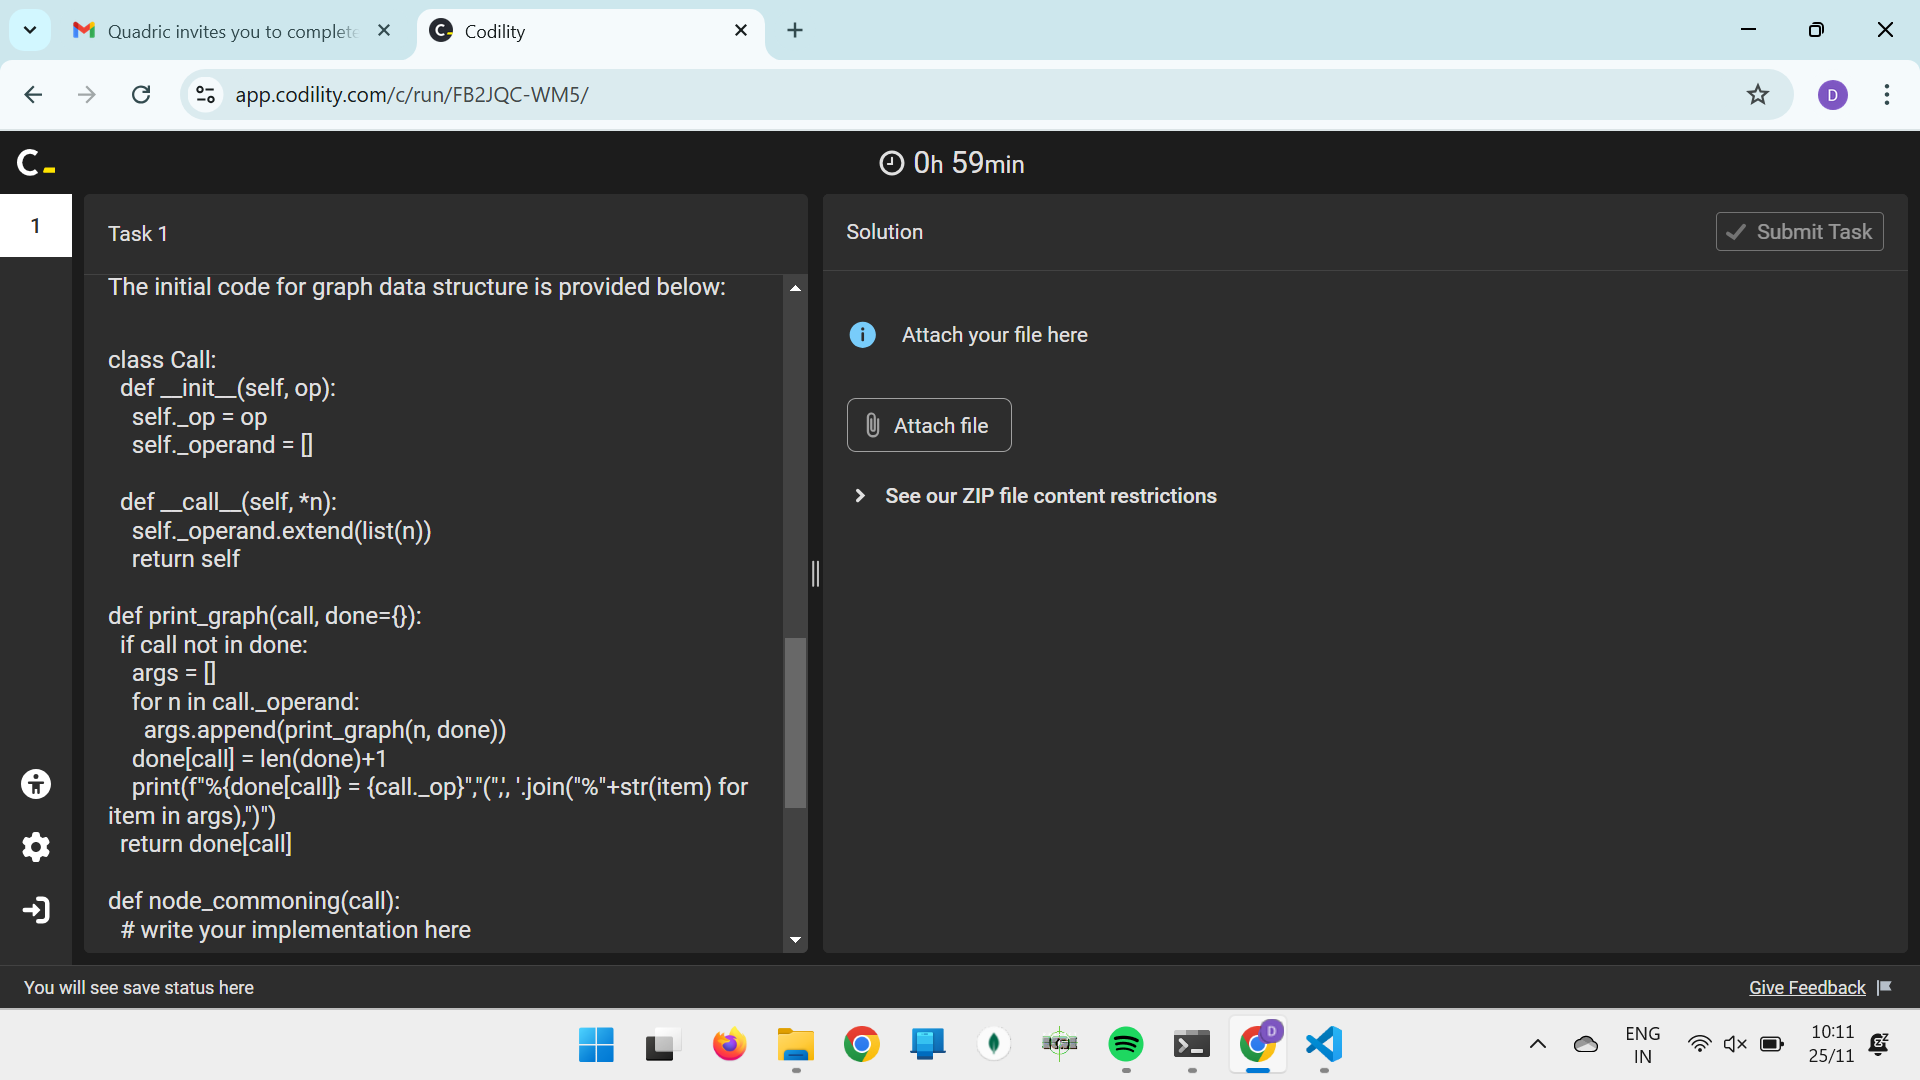 Quadric invites you to complete
Codility
app.codility.com/c/run/FB2JQC-WM5/
D
C
0h 59min
1
Task 1
Solution
Submit Task
The initial code for graph data structure is provided below:
class Call:
def __init__(self, op):
self._op = op
self._operand = []
def __call__(self, *n):
self._operand.extend(list(n))
return self
def print_graph(call, done={}):
if call not in done:
args = []
for n in call._operand:
args.append(print_graph(n, done))
done[call] = len(done)+1
print(f"%{done[call]} = {call._op}","(",', '.join("%"+str(item) for
item in args),")")
return done[call]
def node_commoning(call):
# write your implementation here
Attach your file here
Attach file
See our ZIP file content restrictions
You will see save status here
Give Feedback
D
ENG
IN
10:11
25/11